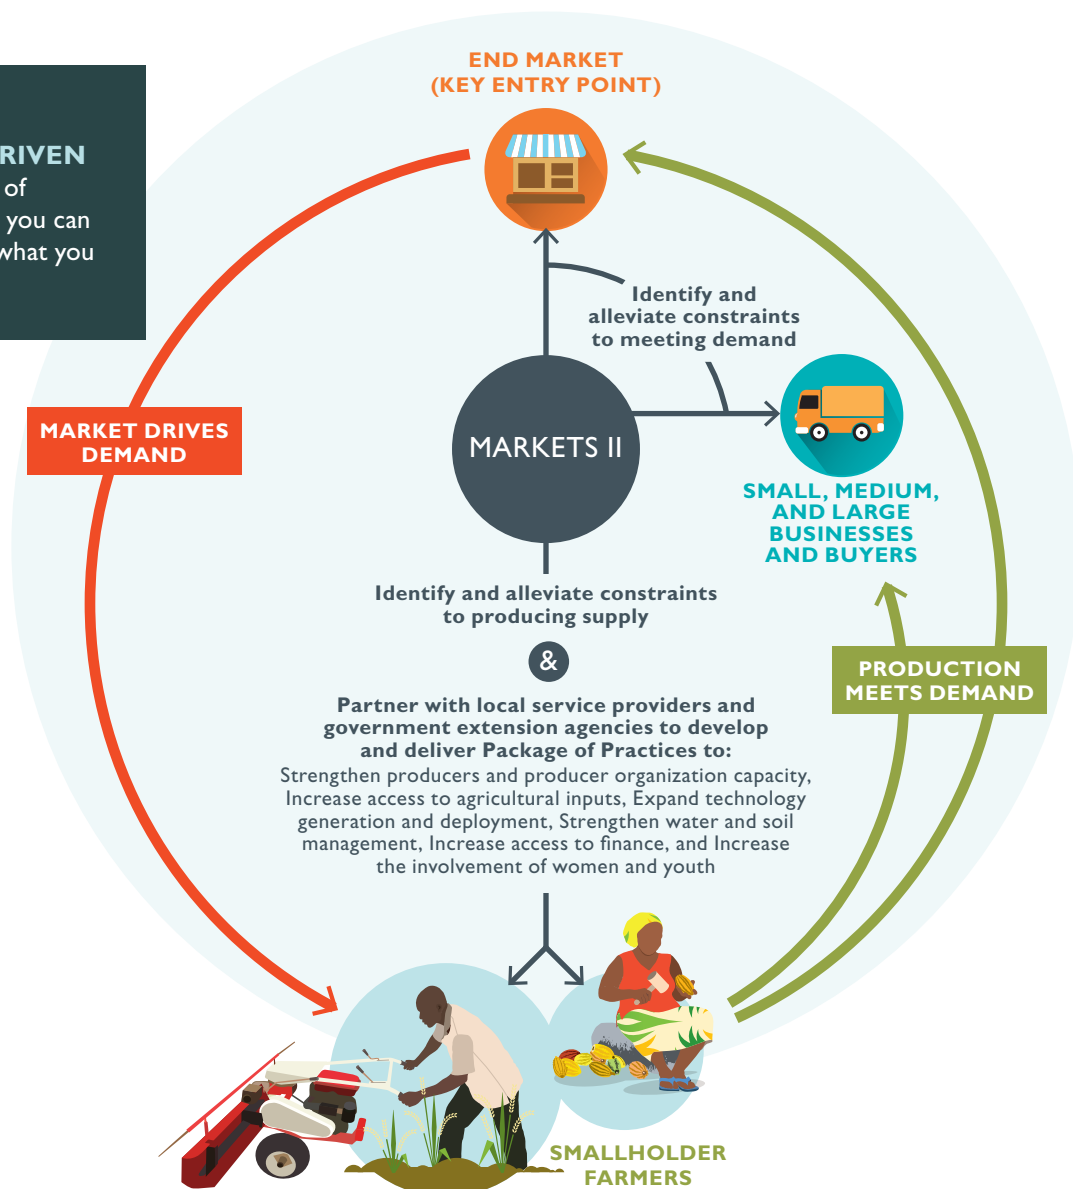 END MARKET
(KEY ENTRY POINT)
RIVEN
of
you can
what you
Identify and
alleviate constraints
to meeting demand
MARKET DRIVES
DEMAND
MARKETS II
SMALL, MEDIUM,
AND LARGE
BUSINESSES
AND BUYERS
Identify and alleviate constraints
to producing supply
&
PRODUCTION
MEETS DEMAND
Partner with local service providers and
government extension agencies to develop
and deliver Package of Practices to:
Strengthen producers and producer organization capacity,
Increase access to agricultural inputs, Expand technology
generation and deployment, Strengthen water and soil
management, Increase access to finance, and Increase
the involvement of women and youth
SMALLHOLDER
FARMERS